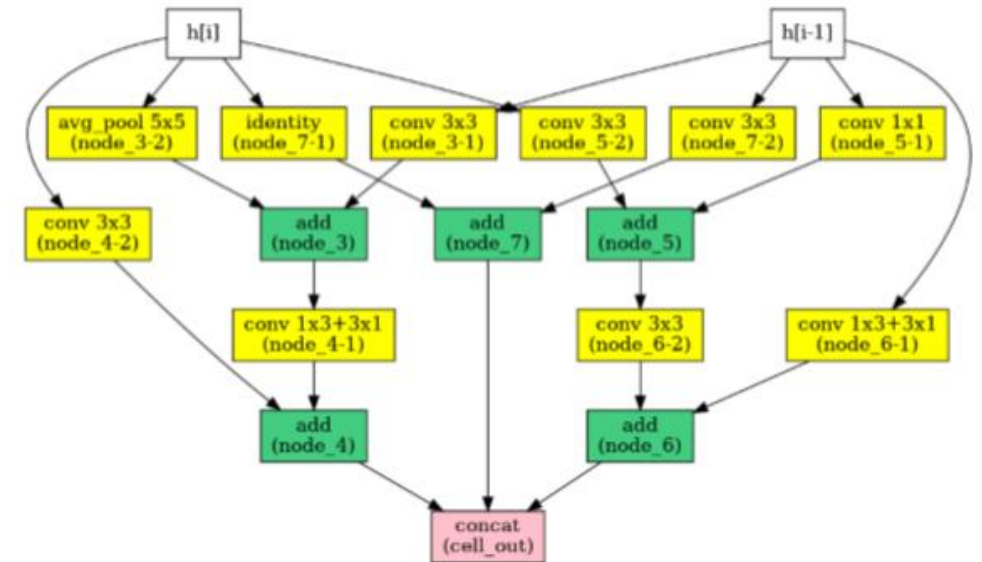 h[i]
h[i-1]
avg_pool 5x5
(node_3-2)
identity
(node_7-1)
conv 3x3
(node_3-1)
conv 3x3
(node_5-2)
conv 3x3
(node_7-2)
conv 1x1
(node_5-1)
conv 3x3
(node_4-2)
add
(node_3)
add
(node_7)
add
(node_5)
conv 1x3+3x1
(node_4-1)
conv 3x3
(node_6-2)
conv 1x3+3x1
(node_6-1)
add
(node_4)
add
(node_6)
concat
(cell_out)